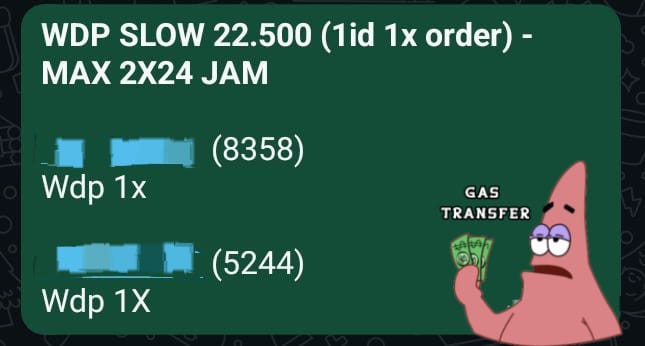 WDP SLOW 22.500 (1id 1x order) -
MAX 2X24 JAM
(8358)
Wdp 1x
(5244)
Wdp 1X
GAS
TRANSFER